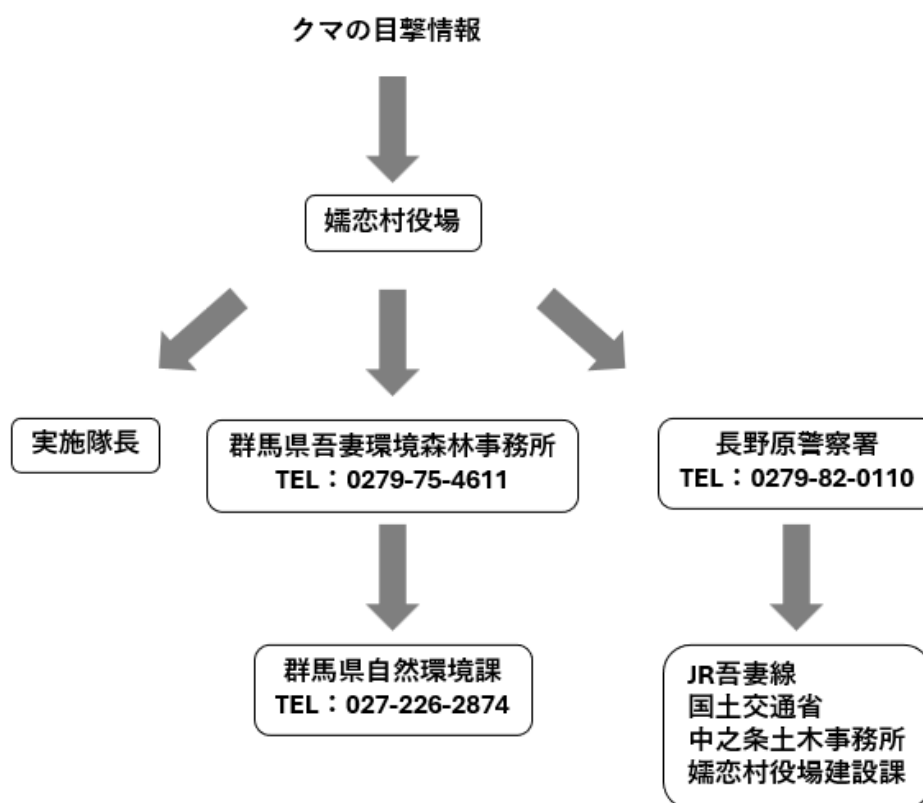 クマの目撃情報
嬬恋村役場
実施隊長
群馬県吾妻環境森林事務所
TEL：0279-75-4611
長野原警察署
TEL：0279-82-0110
群馬県自然環境課
TEL：027-226-2874
JR吾妻線
国土交通省
中之条土木事務所
嬬恋村役場建設課